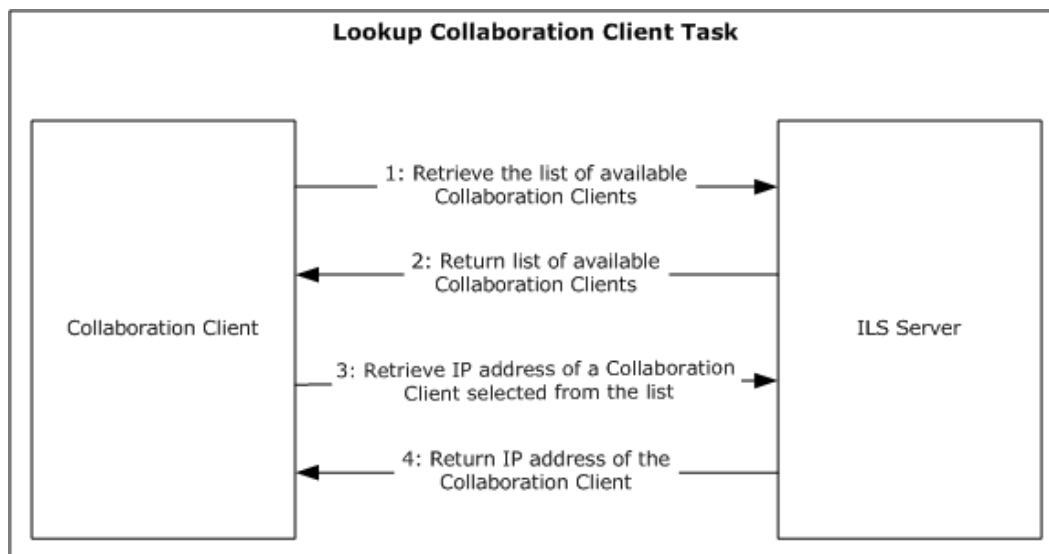 Lookup Collaboration Client Task
1: Retrieve the list of available
Collaboration Clients
2: Return list of available
Collaboration Clients
Collaboration Client
ILS Server
3: Retrieve IP address of a Collaboration
Client selected from the list
4: Return IP address of the
Collaboration Client